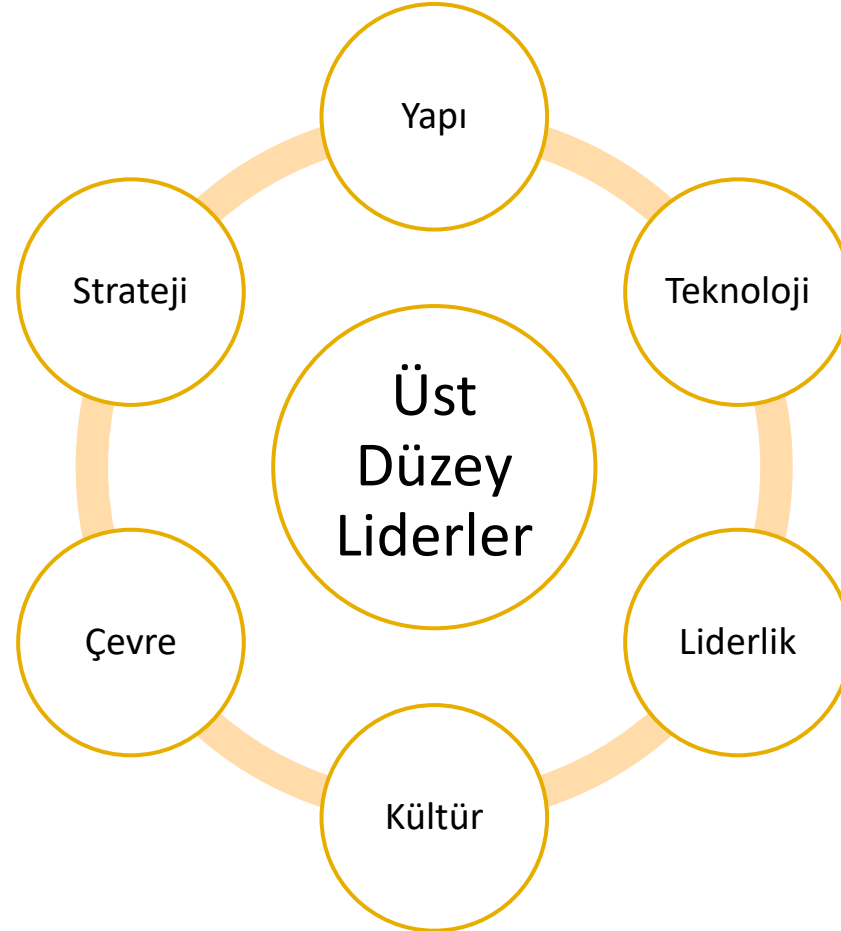 Yapı
Strateji
Teknoloji
Üst
Düzey
Liderler
Çevre
Liderlik
Kültür